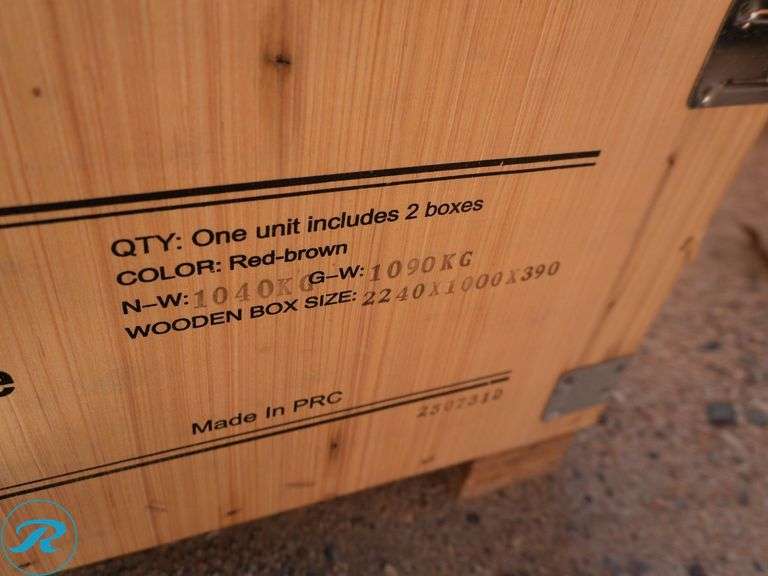 QTY: One unit includes 2 boxes
COLOR: Red-brown
N-W: 1040KG G-W: 1090KG
WOODEN BOX SIZE: 2240X1000X390
e
Made In PRC
R